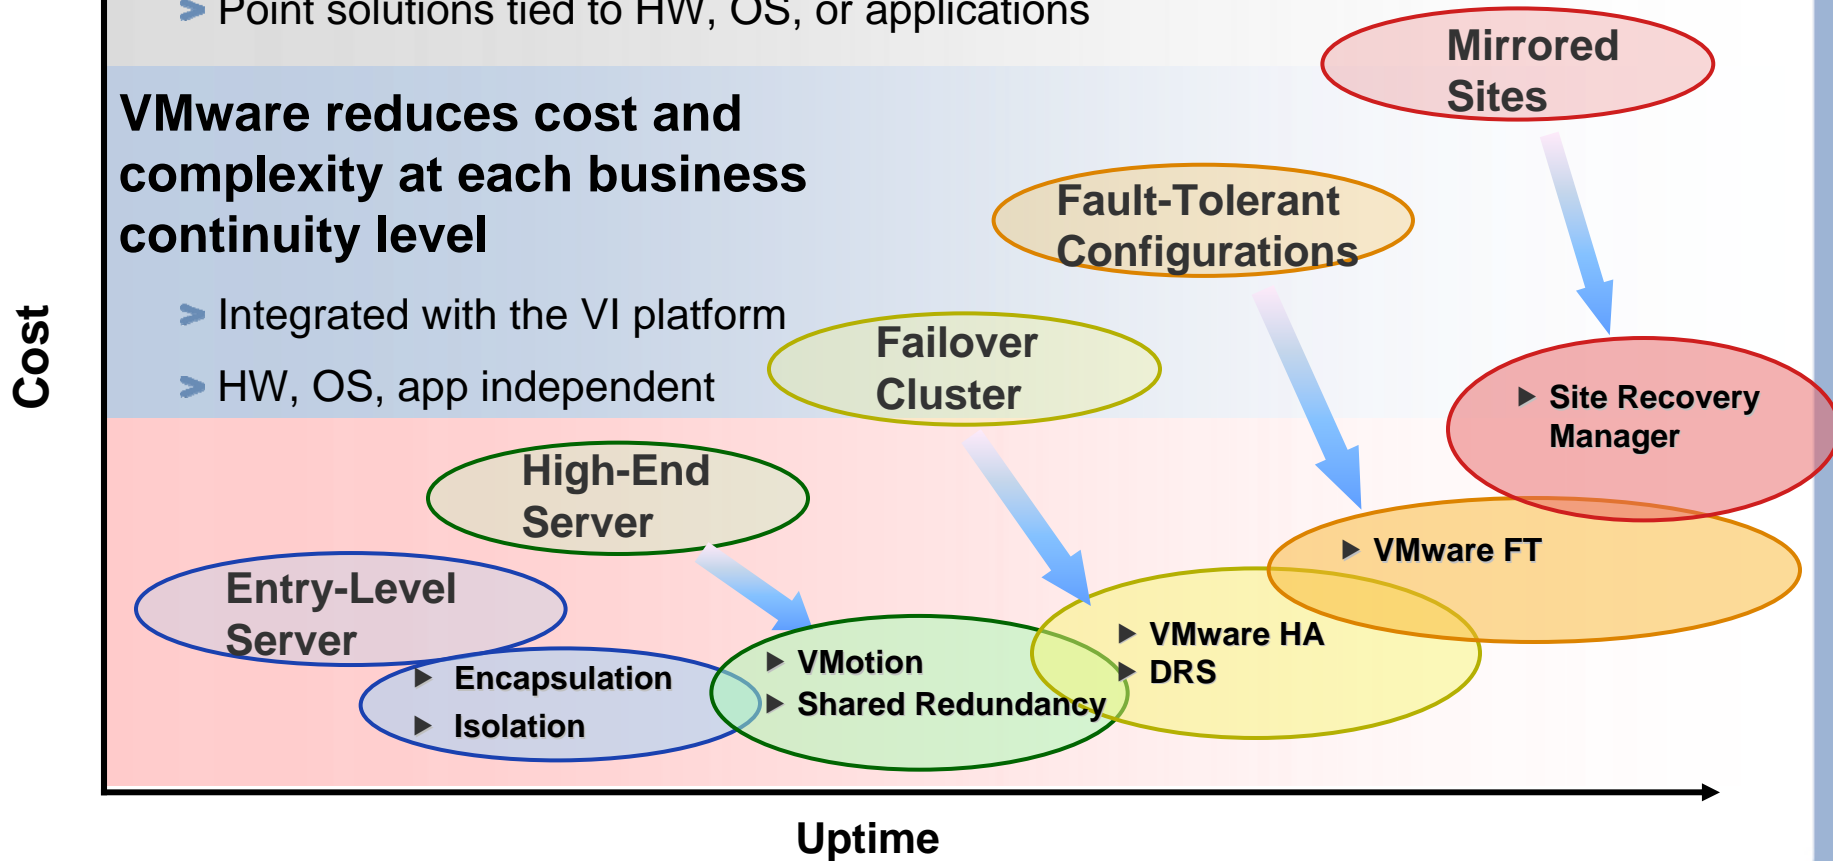 Point solutions tied to HW, OS, or applications
VMware reduces cost and
complexity at each business
continuity level
Integrated with the VI platform
HW, OS, app independent
Cost
Mirrored
Sites
Fault-Tolerant
Configurations
Failover
Cluster
High-End
Server
Entry-Level
Server
Site Recovery
Manager
VMware FT
VMware HA
DRS
VMotion
Shared Redundancy
Encapsulation
Isolation
Uptime